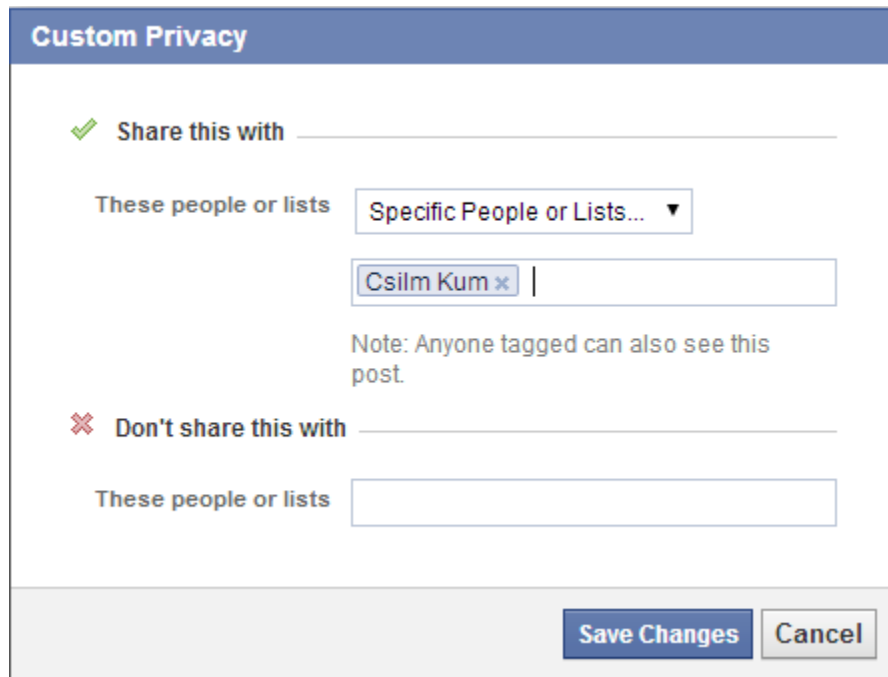 Custom Privacy
Share this with
These people or lists
Specific People or Lists...
Csilm Kum
Note: Anyone tagged can also see this
post.
Don't share this with
These people or lists
Save Changes
Cancel